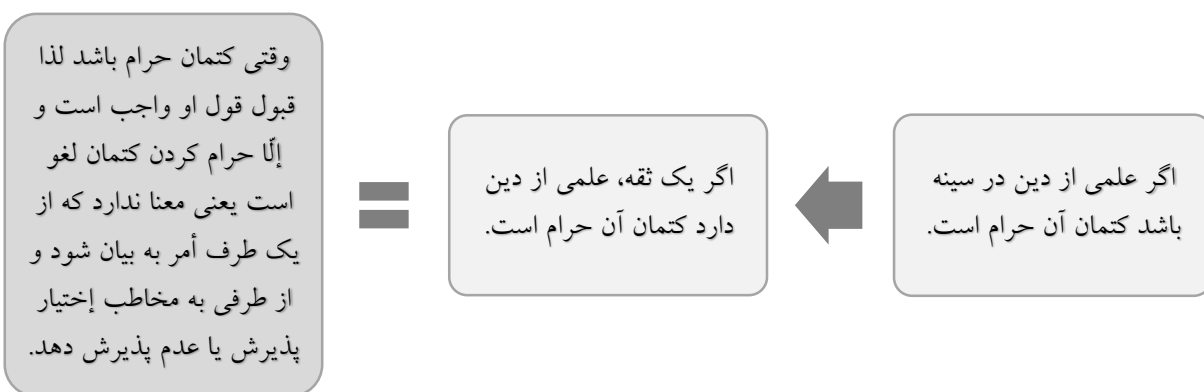 اگر علمی از دین در سینه
باشد کتمان آن حرام است.
اگر یک ثقه، علمی از دین
دارد کتمان آن حرام است.
وقتی کتمان حرام باشد لذا
قبول قول او واجب است و
إلّا حرام کردن کتمان لغو
است یعنی معنا ندارد که از
یک طرف أمر به بیان شود و
از طرفی به مخاطب إختیار
پذیرش یا عدم پذیرش دهد.